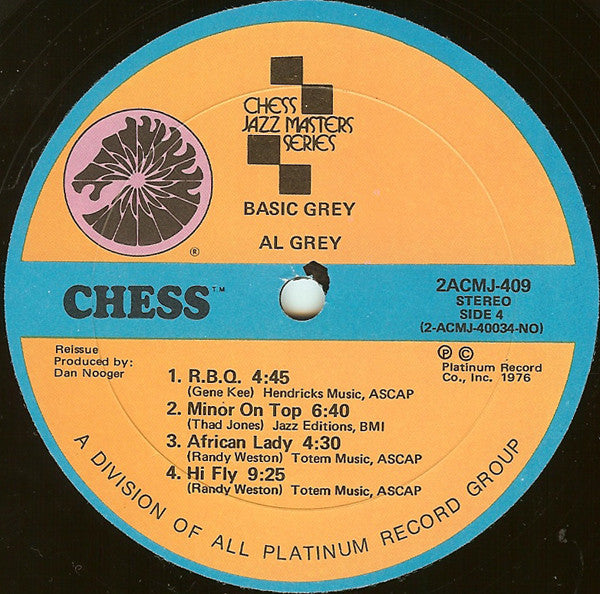 CHESS
JAZZ MASTERS
SERIES
BASIC GREY
AL GREY
®
CHESS™
2ACMJ-409
STEREO
SIDE 4
(2-ACMJ-40034-NO)
Reissue
Produced by:
Dan Nooger
℗ ©
Platinum Record
Co., Inc. 1976
1. R.B.Q. 4:45
(Gene Kee) Hendricks Music, ASCAP
2. Minor On Top 6:40
(Thad Jones) Jazz Editions, BMI
3. African Lady 4:30
(Randy Weston) Totem Music, ASCAP
4. Hi Fly 9:25
(Randy Weston) Totem Music, ASCAP
A DIVISION OF ALL PLATINUM RECORD GROUP